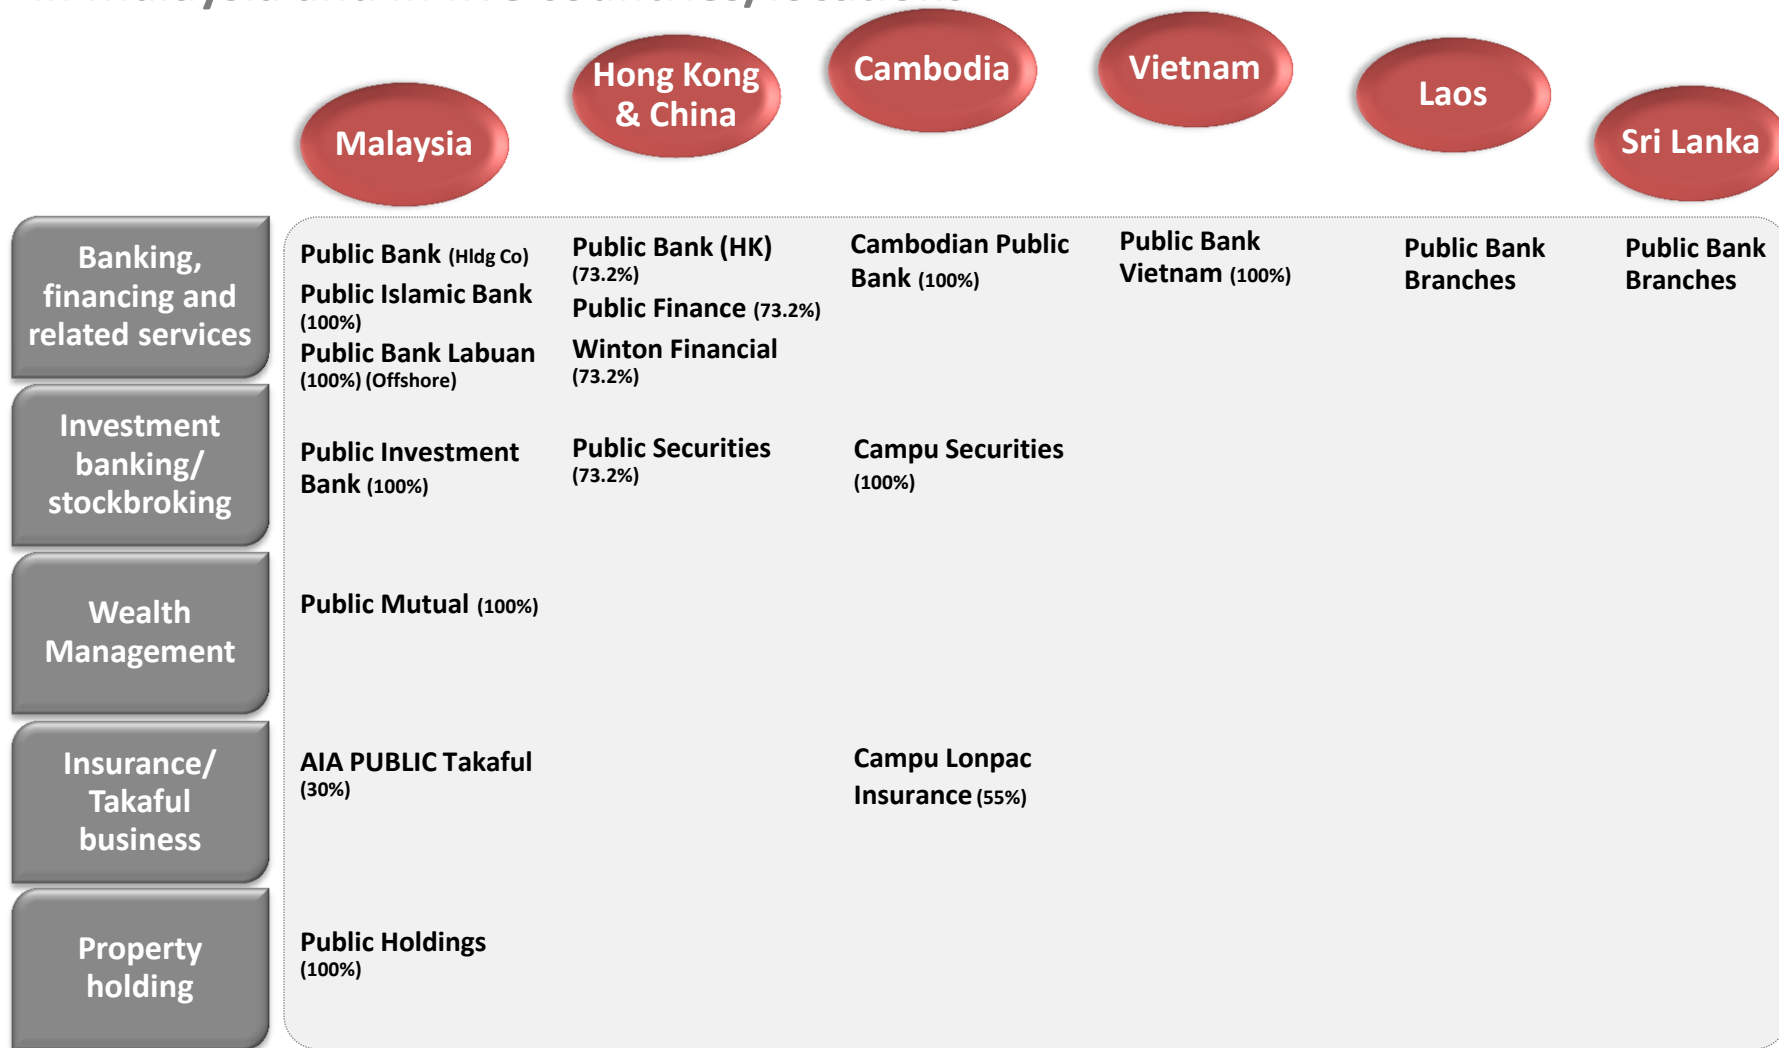 Hong Kong
& China
Cambodia
Vietnam
Laos
Malaysia
Sri Lanka
Banking,
financing and
related services
Public Bank (Hldg Co)
Public Islamic Bank
(100%)
Public Bank Labuan
(100%) (Offshore)
Public Bank (HK)
(73.2%)
Public Finance (73.2%)
Winton Financial
(73.2%)
Cambodian Public
Bank (100%)
Public Bank
Vietnam (100%)
Public Bank
Branches
Public Bank
Branches
Investment
banking/
stockbroking
Public Investment
Bank (100%)
Public Securities
(73.2%)
Campu Securities
(100%)
Wealth
Management
Public Mutual (100%)
Insurance/
Takaful
business
AIA PUBLIC Takaful
(30%)
Campu Lonpac
Insurance (55%)
Property
holding
Public Holdings
(100%)